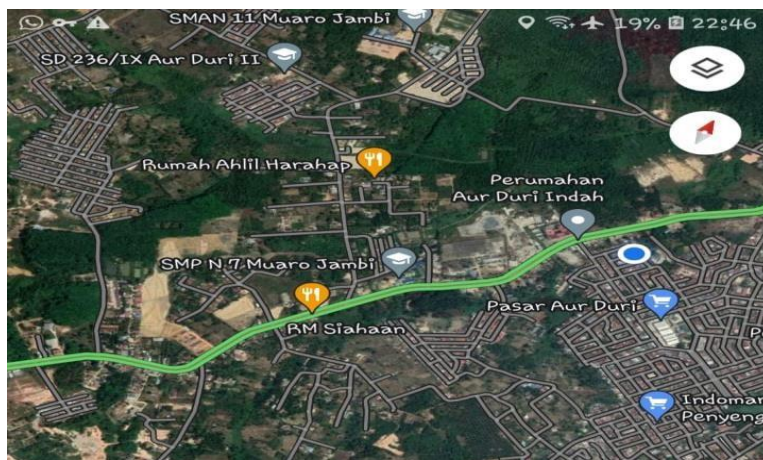 SMAN 11 Muaro Jambi
19% 22:46
SD 236/IX Aur Duri II
Rumah Ahlil Harahap
Perumahan
Aur Duri Indah
SMP N 7 Muaro Jambi
Pasar Aur Duri
RM Siahaan
Indomar
Penyeng